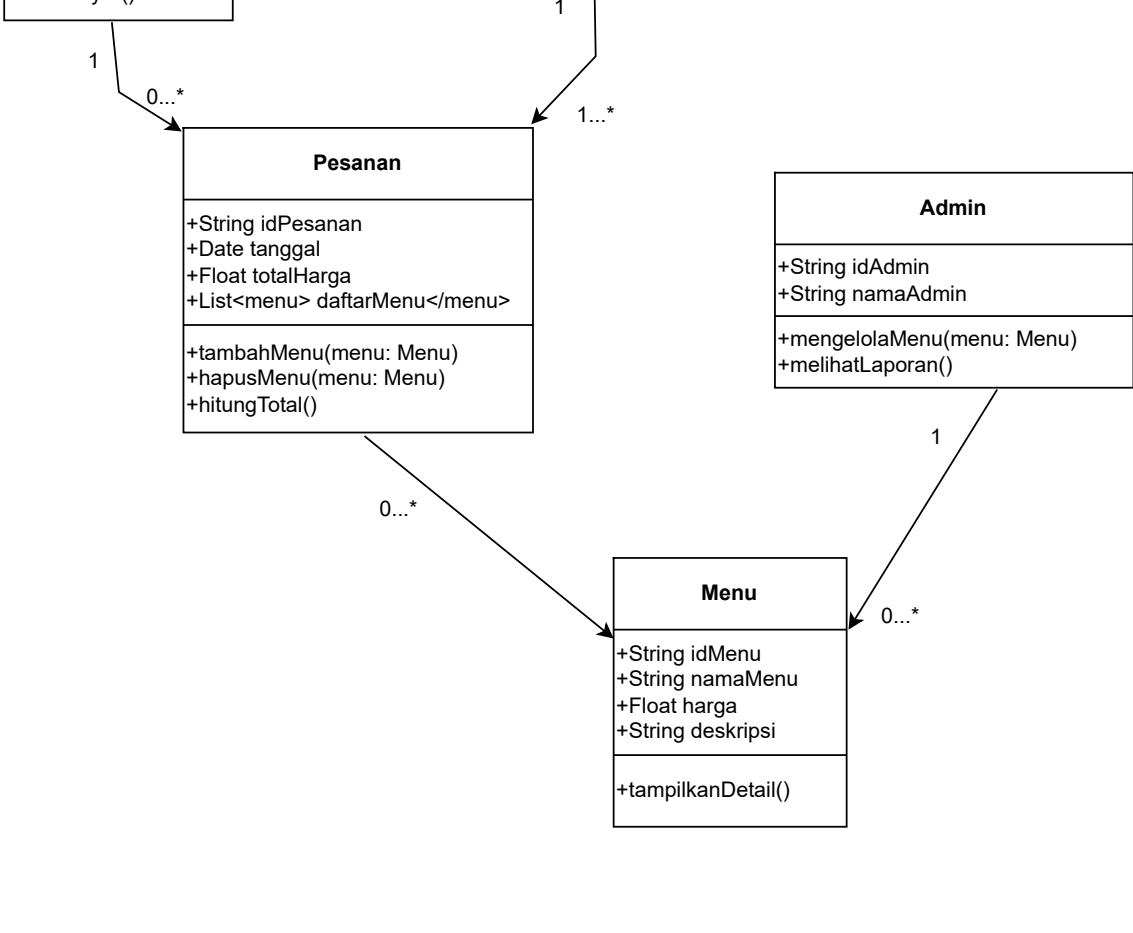 1
1
0...*
1...*
Pesanan
+String idPesanan
+Date tanggal
+Float totalHarga
+List<menu> daftarMenu</menu>
+tambahMenu(menu: Menu)
+hapusMenu(menu: Menu)
+hitungTotal()
Admin
+String idAdmin
+String namaAdmin
+mengelolaMenu(menu: Menu)
+melihatLaporan()
1
0...*
0...*
Menu
+String idMenu
+String namaMenu
+Float harga
+String deskripsi
+tampilkanDetail()